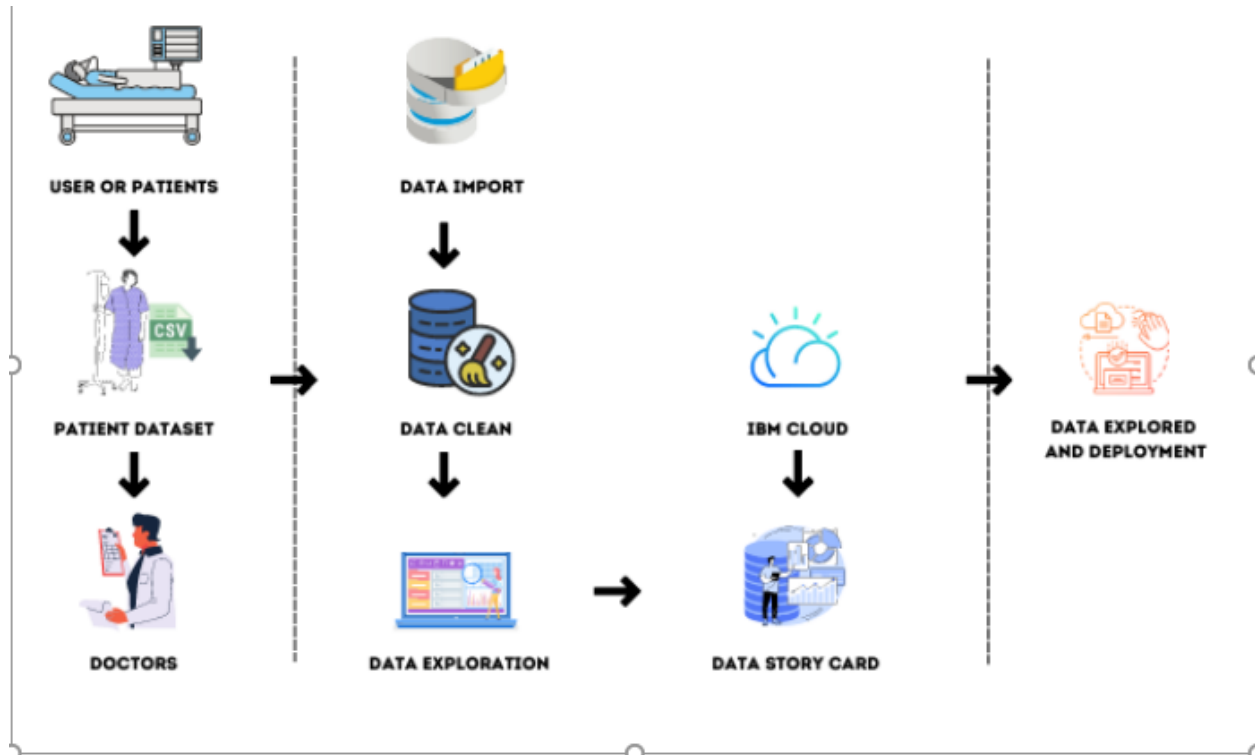 USER OR PATIENTS
CSV
PATIENT DATASET
DOCTORS
DATA IMPORT
DATA CLEAN
DATA EXPLORATION
IBM CLOUD
DATA STORY CARD
DATA EXPLORED
AND DEPLOYMENT